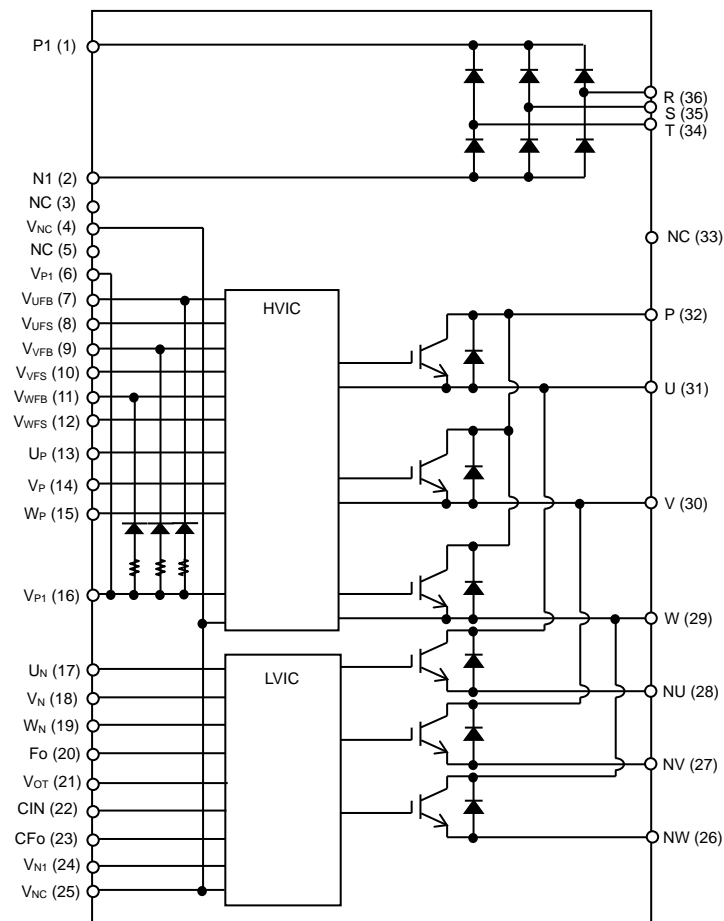 P1 (1)
N1 (2)
NC (3)
VNC (4)
NC (5)
VP1 (6)
VUFB (7)
VUFS (8)
VVFB (9)
VVFS (10)
VWFB (11)
VWFS (12)
UP (13)
VP (14)
WP (15)
VP1 (16)
UN (17)
VN (18)
WN (19)
Fo (20)
VOT (21)
CIN (22)
CFo (23)
VN1 (24)
VNC (25)
HVIC
LVIC
R (36)
S (35)
T (34)
NC (33)
P (32)
U (31)
V (30)
W (29)
NU (28)
NV (27)
NW (26)